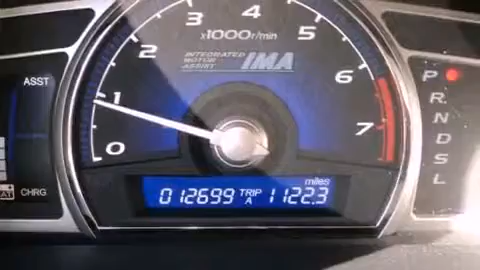 3 4
2 x1000r/min 5
INTEGRATED
MOTOR IMA
ASSIST
ASST 6 P
1 R
N
7 D
0 S
L
CHRG
miles
012699 TRIP A 1122.3